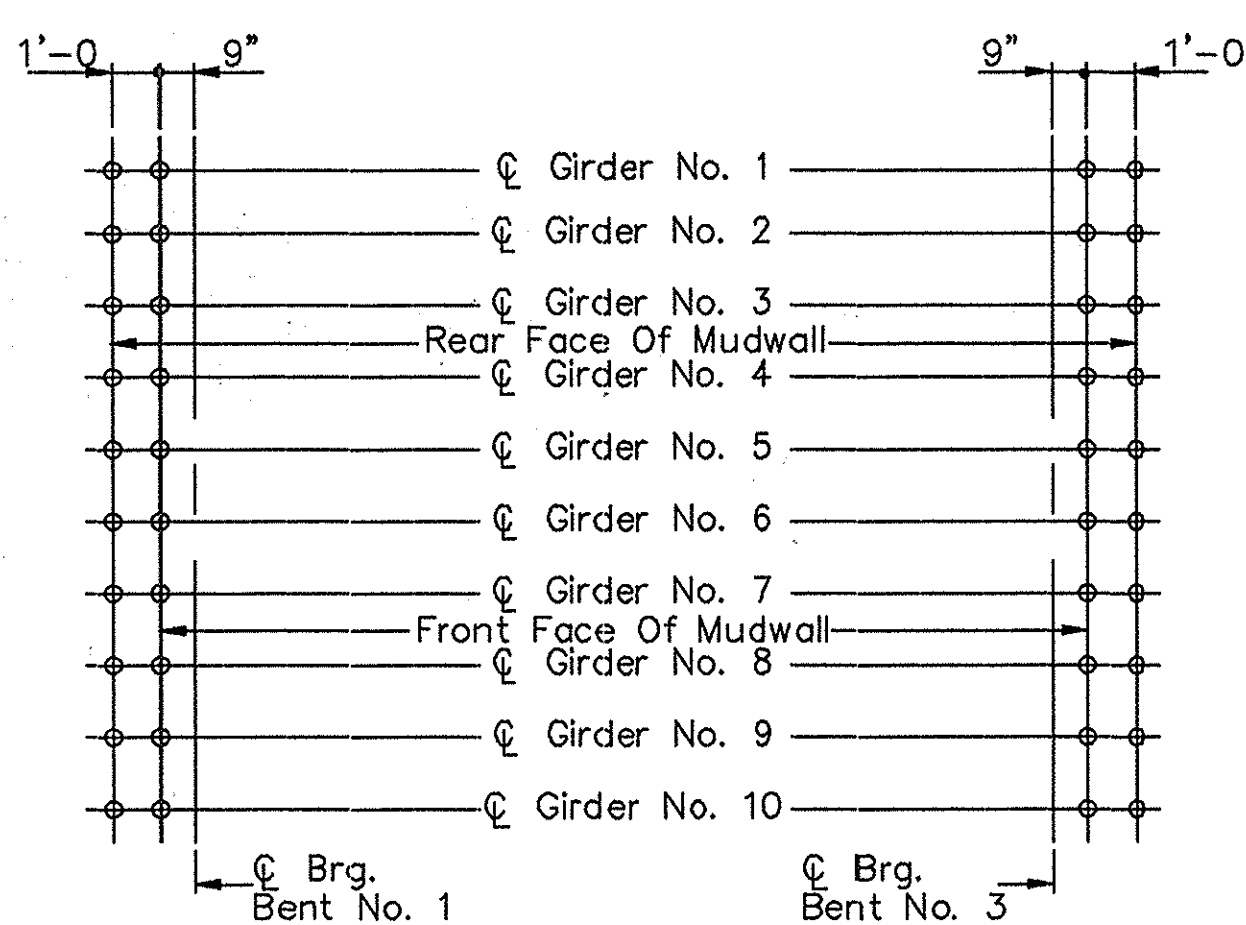 1'-0 9" 9" 1'-0
℄ Girder No. 1
℄ Girder No. 2
℄ Girder No. 3
Rear Face Of Mudwall
℄ Girder No. 4
℄ Girder No. 5
℄ Girder No. 6
℄ Girder No. 7
Front Face Of Mudwall
℄ Girder No. 8
℄ Girder No. 9
℄ Girder No. 10
℄ Brg.
Bent No. 1
℄ Brg.
Bent No. 3